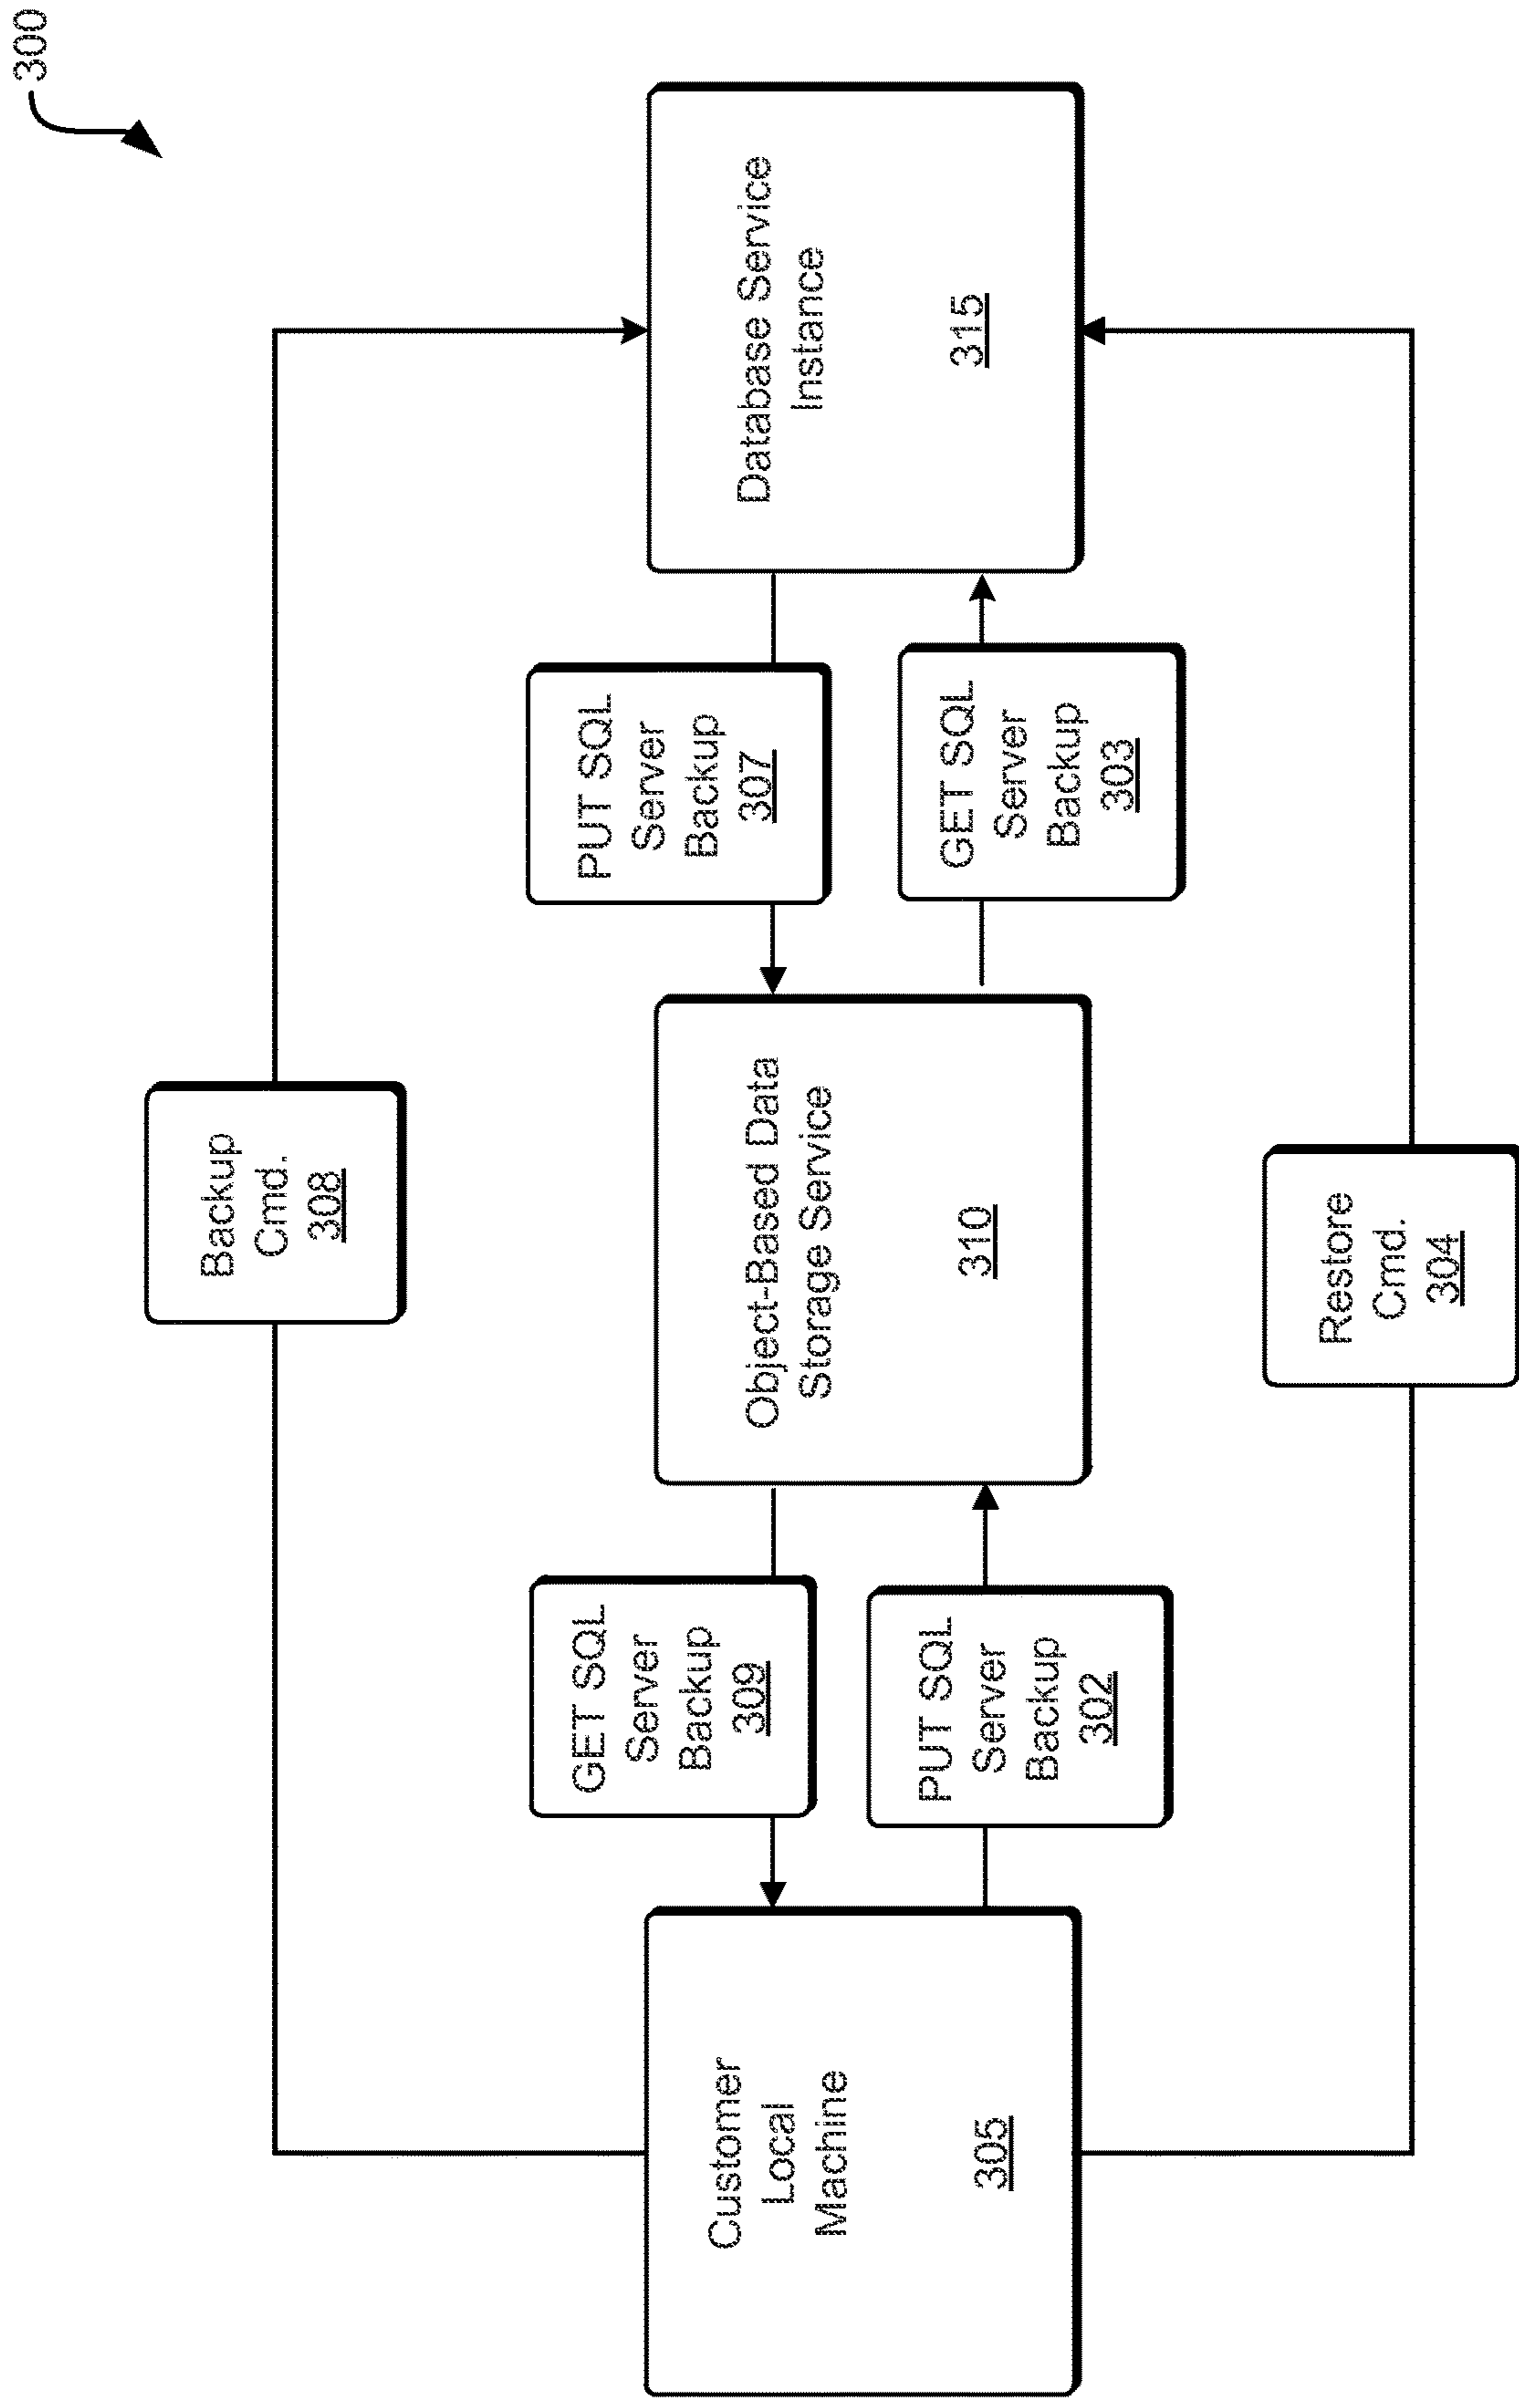 300
Backup
Cmd.
308
Customer
Local
Machine
305
GET SQL
Server
Backup
309
PUT SQL
Server
Backup
302
Object-Based Data
Storage Service
310
PUT SQL
Server
Backup
307
GET SQL
Server
Backup
303
Database Service
Instance
315
Restore
Cmd.
304